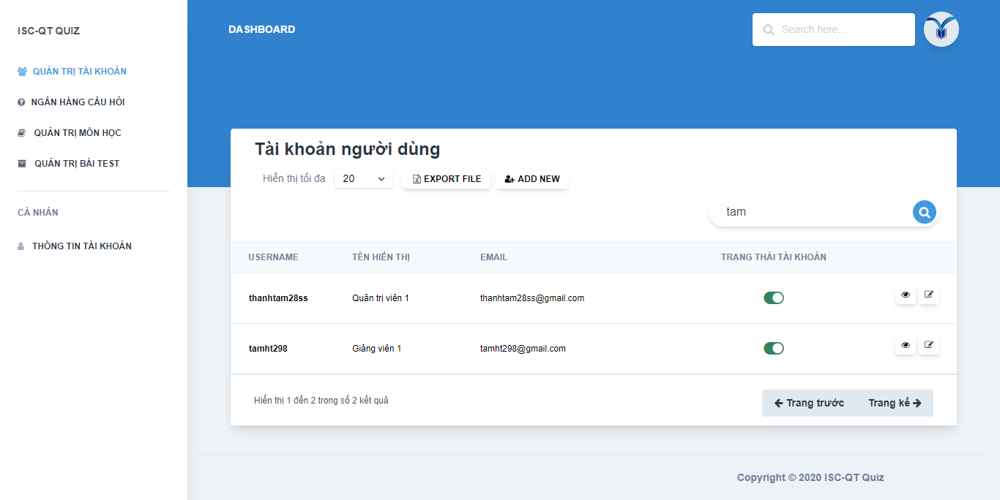 ISC-QT QUIZ
QUẢN TRỊ TÀI KHOẢN
NGÂN HÀNG CÂU HỎI
QUẢN TRỊ MÔN HỌC
QUẢN TRỊ BÀI TEST
CÁ NHÂN
THÔNG TIN TÀI KHOẢN
DASHBOARD
Search here...
Tài khoản người dùng
Hiển thị tối đa 20 EXPORT FILE ADD NEW
tam
USERNAME TÊN HIỂN THỊ EMAIL TRẠNG THÁI TÀI KHOẢN
thanhtam28ss Quản trị viên 1 thanhtam28ss@gmail.com
tamht298 Giảng viên 1 tamht298@gmail.com
Hiển thị 1 đến 2 trong số 2 kết quả Trang trước Trang kế
Copyright © 2020 ISC-QT Quiz